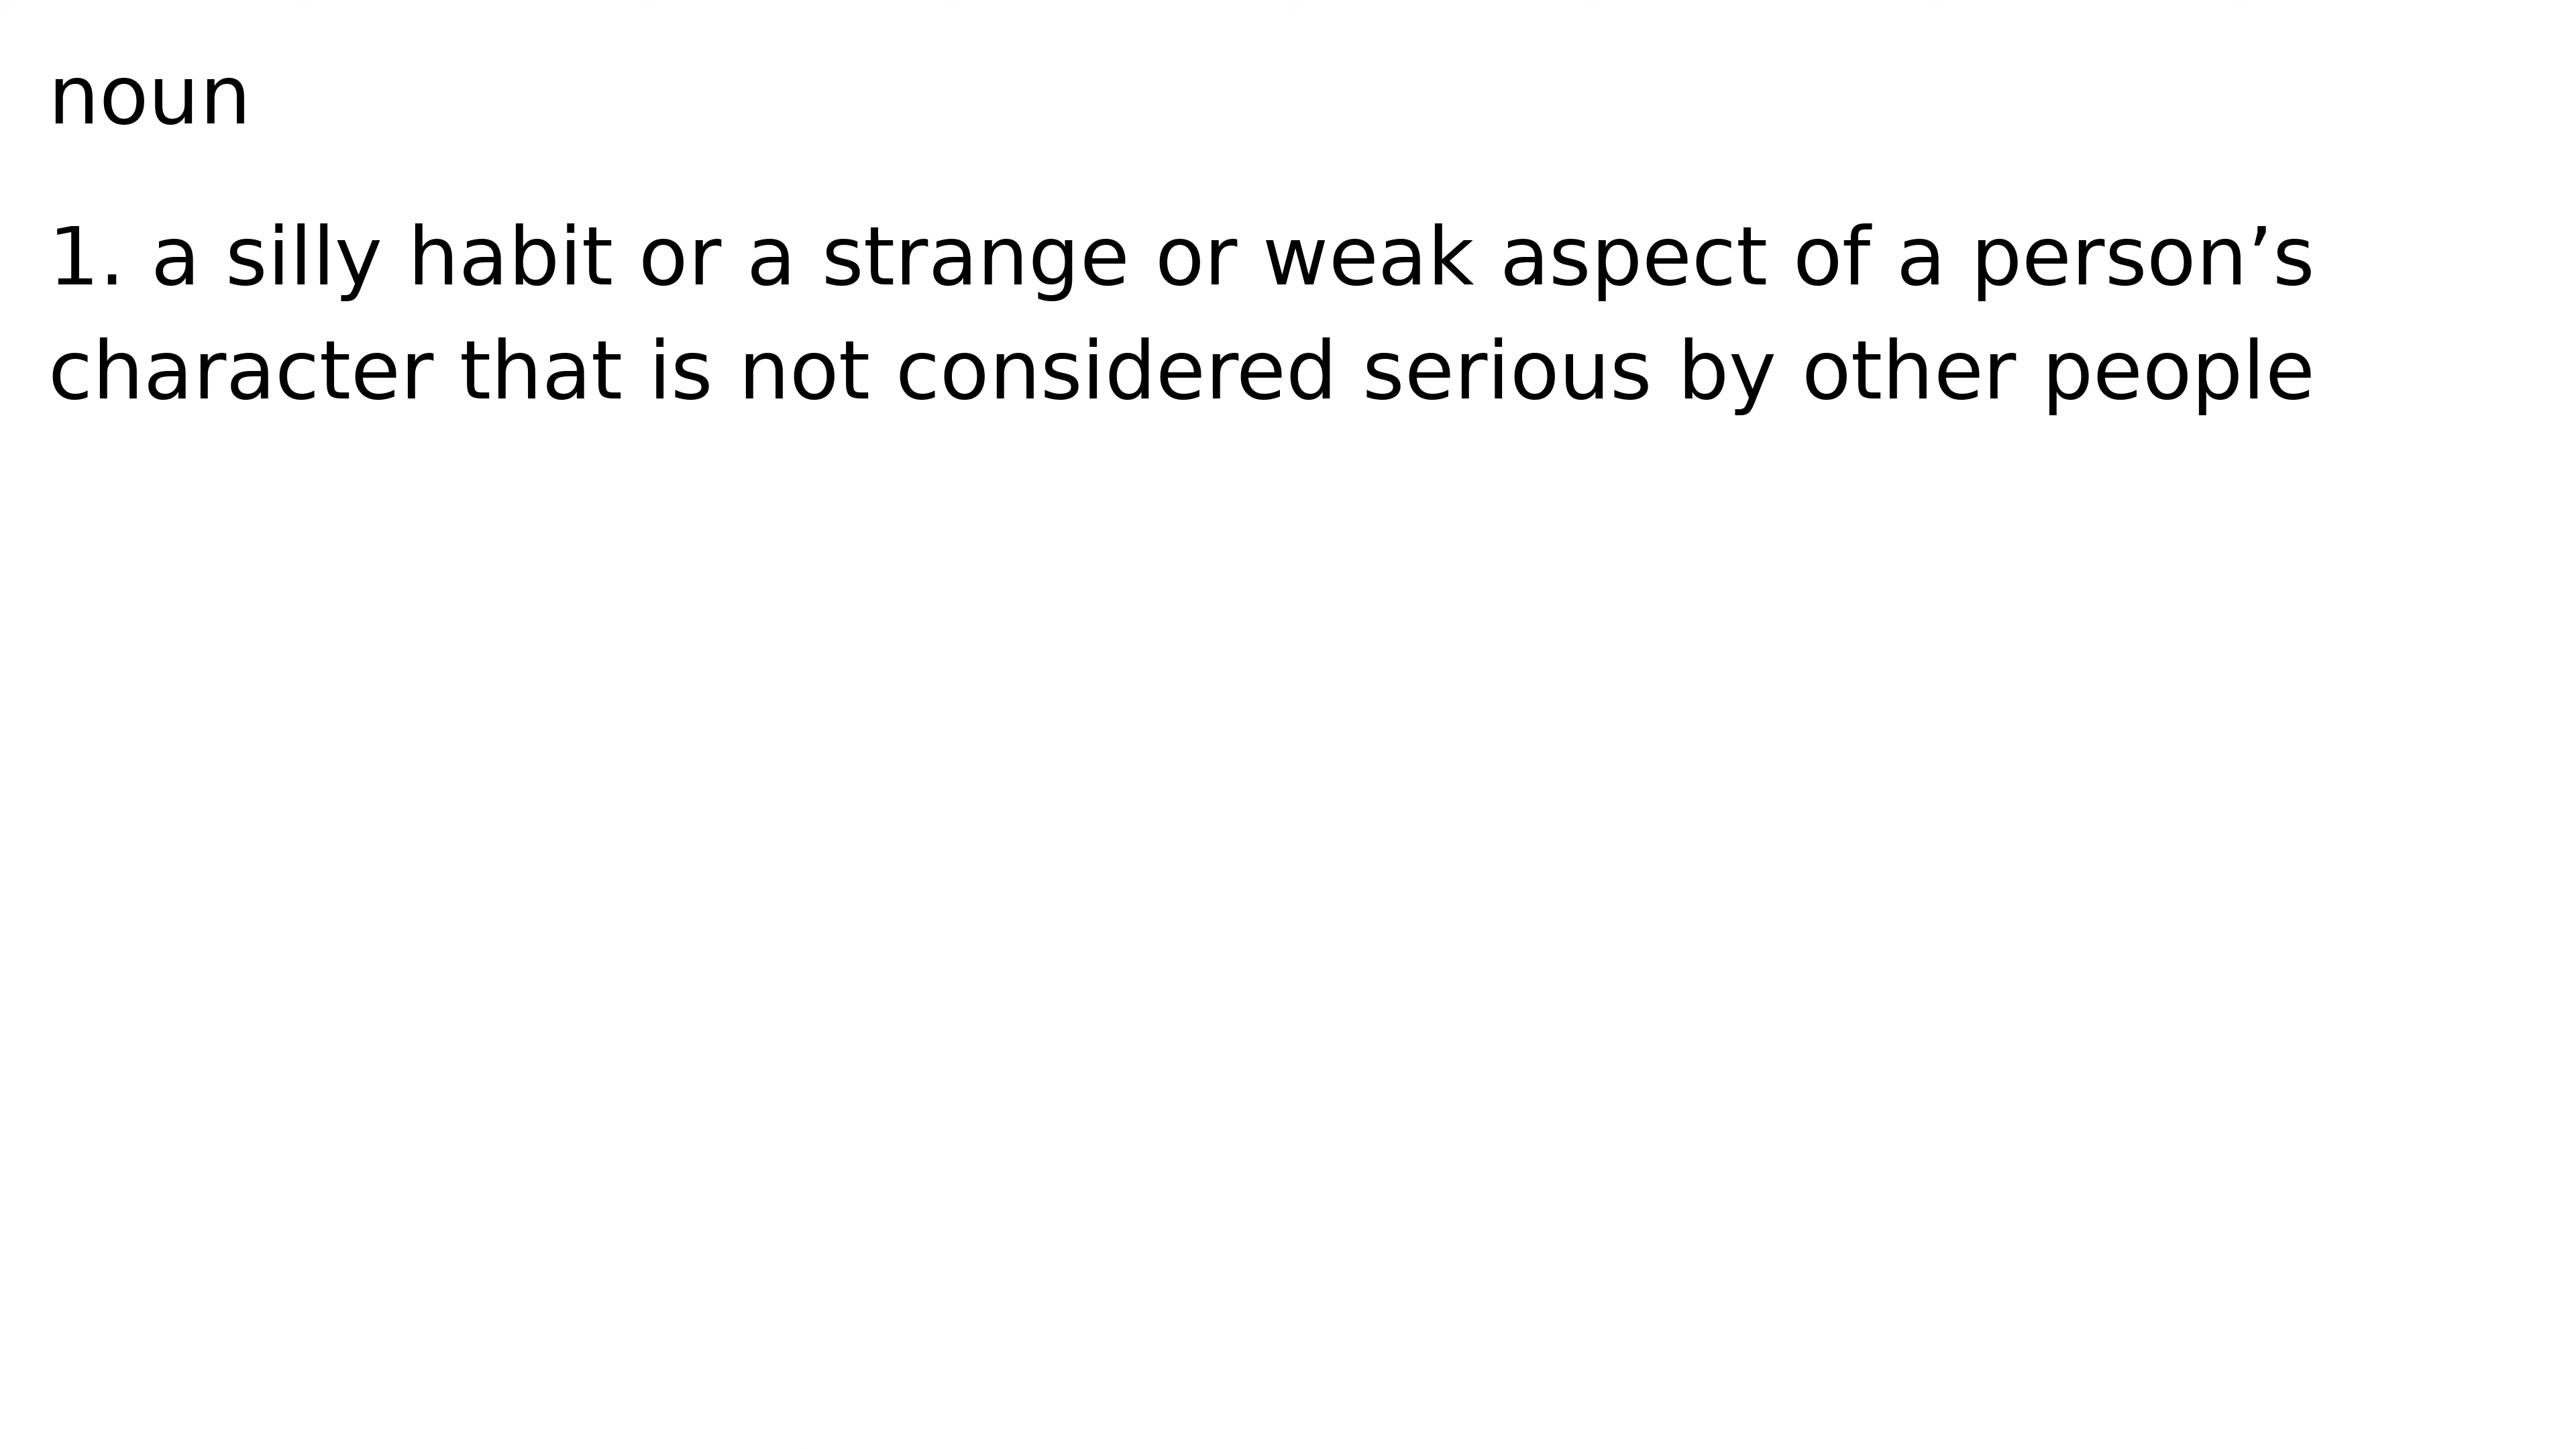 noun
1. a silly habit or a strange or weak aspect of a person’s
character that is not considered serious by other people